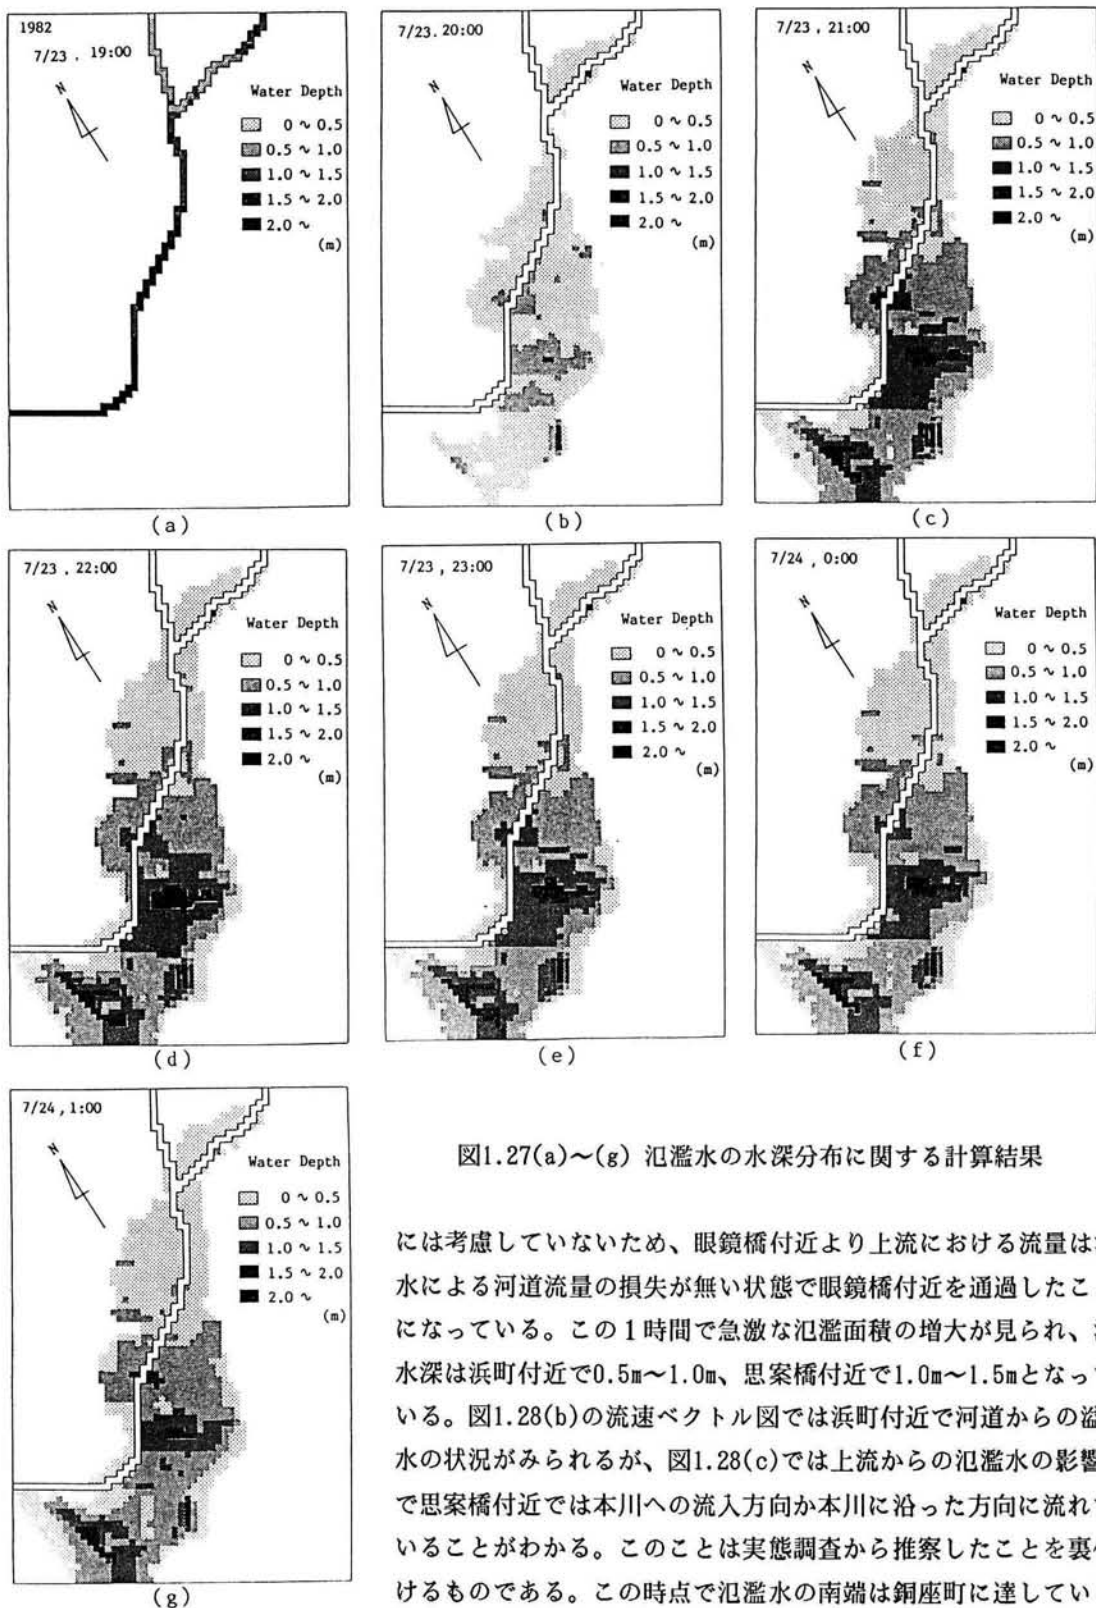 1982
7/23 . 19:00
N
Water Depth
0 ~ 0.5
0.5 ~ 1.0
1.0 ~ 1.5
1.5 ~ 2.0
2.0 ~
(m)
(a)
7/23. 20:00
N
Water Depth
0 ~ 0.5
0.5 ~ 1.0
1.0 ~ 1.5
1.5 ~ 2.0
2.0 ~
(m)
(b)
7/23 , 21:00
N
Water Depth
0 ~ 0.5
0.5 ~ 1.0
1.0 ~ 1.5
1.5 ~ 2.0
2.0 ~
(m)
(c)
7/23 , 22:00
N
Water Depth
0 ~ 0.5
0.5 ~ 1.0
1.0 ~ 1.5
1.5 ~ 2.0
2.0 ~
(m)
(d)
7/23 , 23:00
N
Water Depth
0 ~ 0.5
0.5 ~ 1.0
1.0 ~ 1.5
1.5 ~ 2.0
2.0 ~
(m)
(e)
7/24 , 0:00
N
Water Depth
0 ~ 0.5
0.5 ~ 1.0
1.0 ~ 1.5
1.5 ~ 2.0
2.0 ~
(m)
(f)
7/24 , 1:00
N
Water Depth
0 ~ 0.5
0.5 ~ 1.0
1.0 ~ 1.5
1.5 ~ 2.0
2.0 ~
(m)
(g)
図1.27(a)～(g) 氾濫水の水深分布に関する計算結果
には考慮していないため、眼鏡橋付近より上流における流量は
水による河道流量の損失が無い状態で眼鏡橋付近を通過したこ
になっている。この1時間で急激な氾濫面積の増大が見られ、
水深は浜町付近で0.5m～1.0m、思案橋付近で1.0m～1.5mとなっ
いる。図1.28(b)の流速ベクトル図では浜町付近で河道からの溢
水の状況がみられるが、図1.28(c)では上流からの氾濫水の影響
で思案橋付近では本川への流入方向か本川に沿った方向に流れ
いることがわかる。このことは実態調査から推察したことを裏
けるものである。この時点で氾濫水の南端は銅座町に達してい